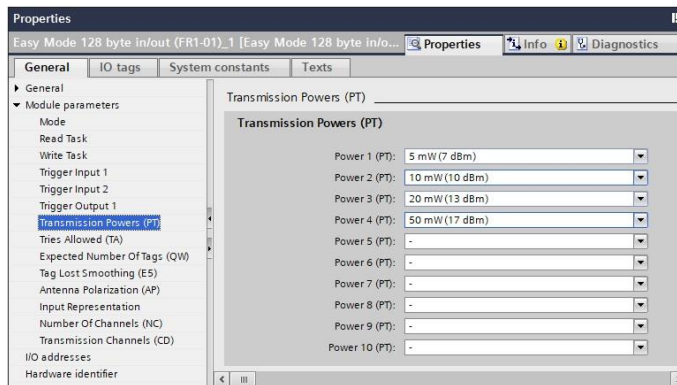 Properties
Easy Mode 128 byte in/out (FR1-01)_1 [Easy Mode 128 byte in/o...
Properties
Info
Diagnostics
General
IO tags
System constants
Texts
General
Module parameters
Mode
Read Task
Write Task
Trigger Input 1
Trigger Input 2
Trigger Output 1
Transmission Powers (PT)
Tries Allowed (TA)
Expected Number Of Tags (QW)
Tag Lost Smoothing (E5)
Antenna Polarization (AP)
Input Representation
Number Of Channels (NC)
Transmission Channels (CD)
I/O addresses
Hardware identifier
Transmission Powers (PT)
Transmission Powers (PT)
Power 1 (PT): 5 mW (7 dBm)
Power 2 (PT): 10 mW (10 dBm)
Power 3 (PT): 20 mW (13 dBm)
Power 4 (PT): 50 mW (17 dBm)
Power 5 (PT): -
Power 6 (PT): -
Power 7 (PT): -
Power 8 (PT): -
Power 9 (PT): -
Power 10 (PT): -